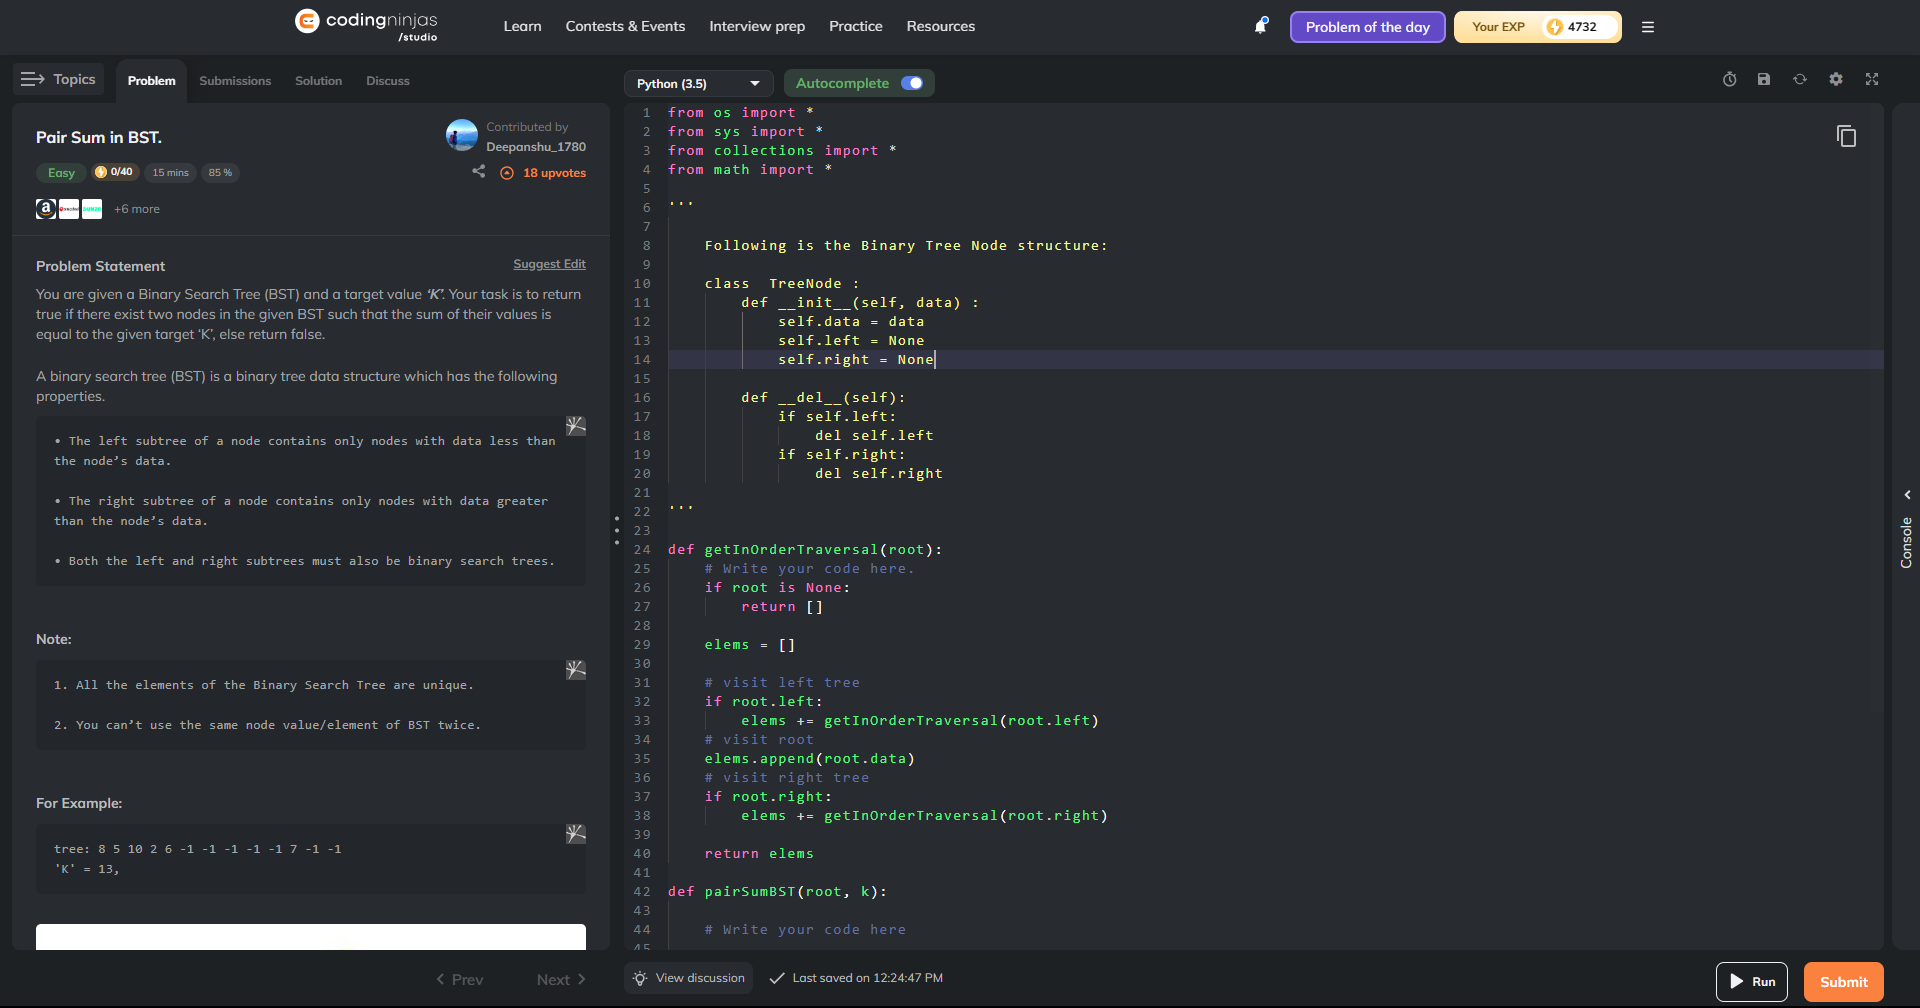 codingninjas
/studio
Learn
Contests & Events
Interview prep
Practice
Resources
Problem of the day
Your EXP
4732
Topics
Problem
Submissions
Solution
Discuss
Python (3.5)
Autocomplete
Pair Sum in BST.
Contributed by
Deepanshu_1780
Easy
0/40
15 mins
85 %
18 upvotes
+6 more
Problem Statement
Suggest Edit
You are given a Binary Search Tree (BST) and a target value ‘K’. Your task is to return
true if there exist two nodes in the given BST such that the sum of their values is
equal to the given target ‘K’, else return false.
A binary search tree (BST) is a binary tree data structure which has the following
properties.
• The left subtree of a node contains only nodes with data less than
the node’s data.
• The right subtree of a node contains only nodes with data greater
than the node’s data.
• Both the left and right subtrees must also be binary search trees.
Note:
1. All the elements of the Binary Search Tree are unique.
2. You can’t use the same node value/element of BST twice.
For Example:
tree: 8 5 10 2 6 -1 -1 -1 -1 -1 7 -1 -1
'K' = 13,
Prev
Next
1 from os import *
2 from sys import *
3 from collections import *
4 from math import *
5
6 '''
7
8 Following is the Binary Tree Node structure:
9
10 class  TreeNode :
11 def __init__(self, data) :
12 self.data = data
13 self.left = None
14 self.right = None
15
16 def __del__(self):
17 if self.left:
18 del self.left
19 if self.right:
20 del self.right
21
22 '''
23
24 def getInOrderTraversal(root):
25 # Write your code here.
26 if root is None:
27 return []
28
29 elems = []
30
31 # visit left tree
32 if root.left:
33 elems += getInOrderTraversal(root.left)
34 # visit root
35 elems.append(root.data)
36 # visit right tree
37 if root.right:
38 elems += getInOrderTraversal(root.right)
39
40 return elems
41
42 def pairSumBST(root, k):
43
44 # Write your code here
45
Console
View discussion
Last saved on 12:24:47 PM
Run
Submit